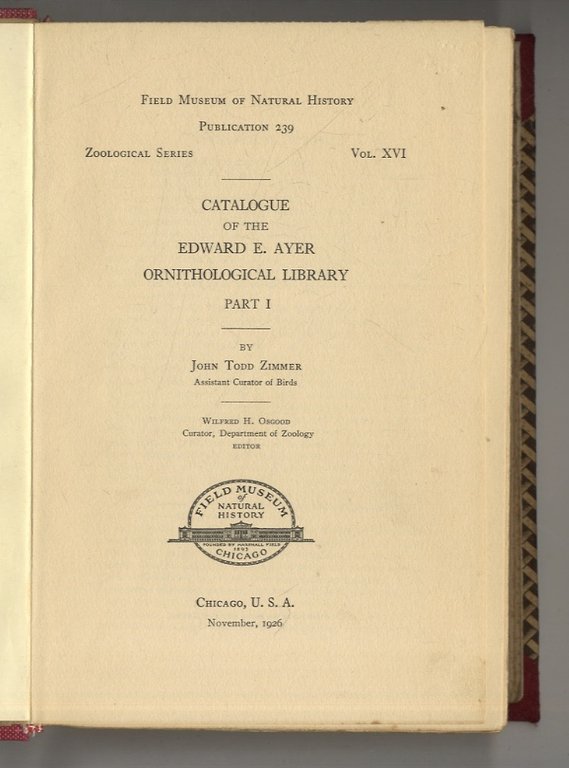 Field Museum of Natural History
Publication 239
Zoological Series Vol. XVI
CATALOGUE
OF THE
EDWARD E. AYER
ORNITHOLOGICAL LIBRARY
PART I
BY
John Todd Zimmer
Assistant Curator of Birds
Wilfred H. Osgood
Curator, Department of Zoology
EDITOR
FIELD MUSEUM
of
NATURAL
HISTORY
FOUNDED BY MARSHALL FIELD
1893
CHICAGO
Chicago, U. S. A.
November, 1926